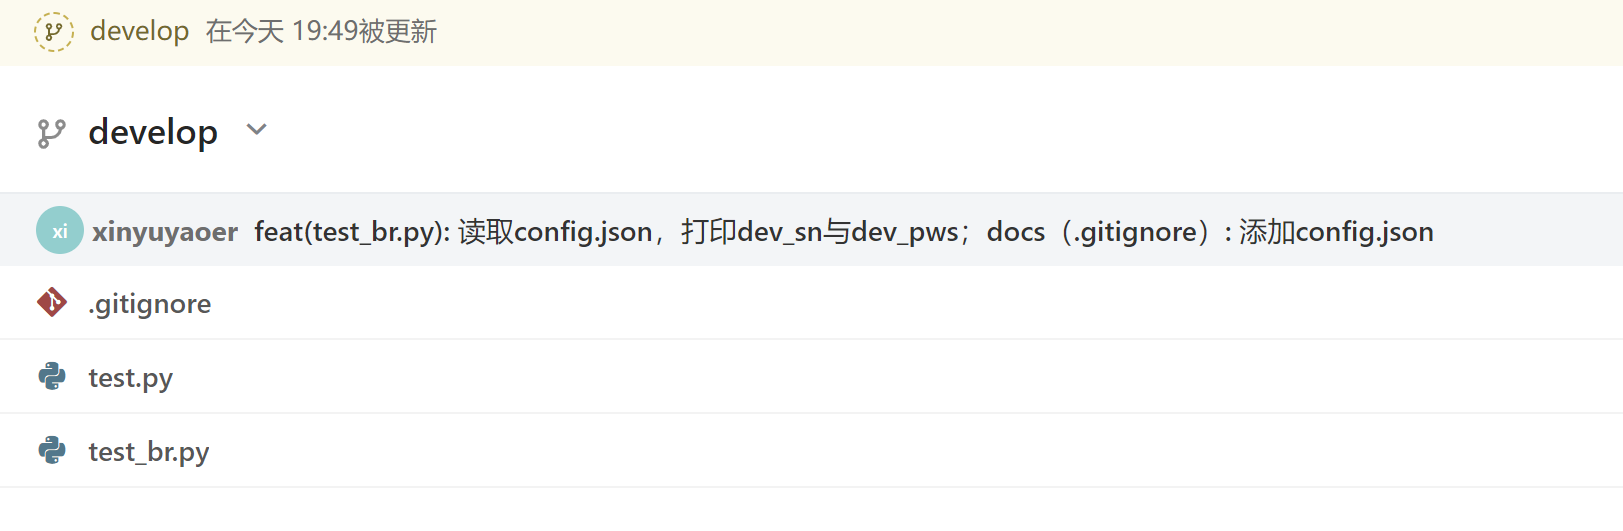 develop 在今天 19:49被更新
develop
xi xinyuyaoer feat(test_br.py): 读取config.json，打印dev_sn与dev_pws；docs（.gitignore）: 添加config.json
.gitignore
test.py
test_br.py